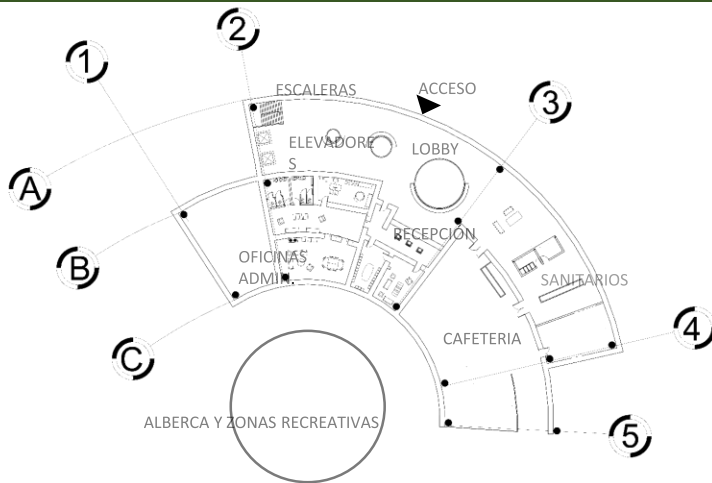 2
1
ESCALERAS
ACCESO
3
ELEVADORE
S
LOBBY
A
RECEPCIÓN
B
OFICINAS
ADMIN.
SANITARIOS
C
CAFETERIA
4
ALBERCA Y ZONAS RECREATIVAS
5